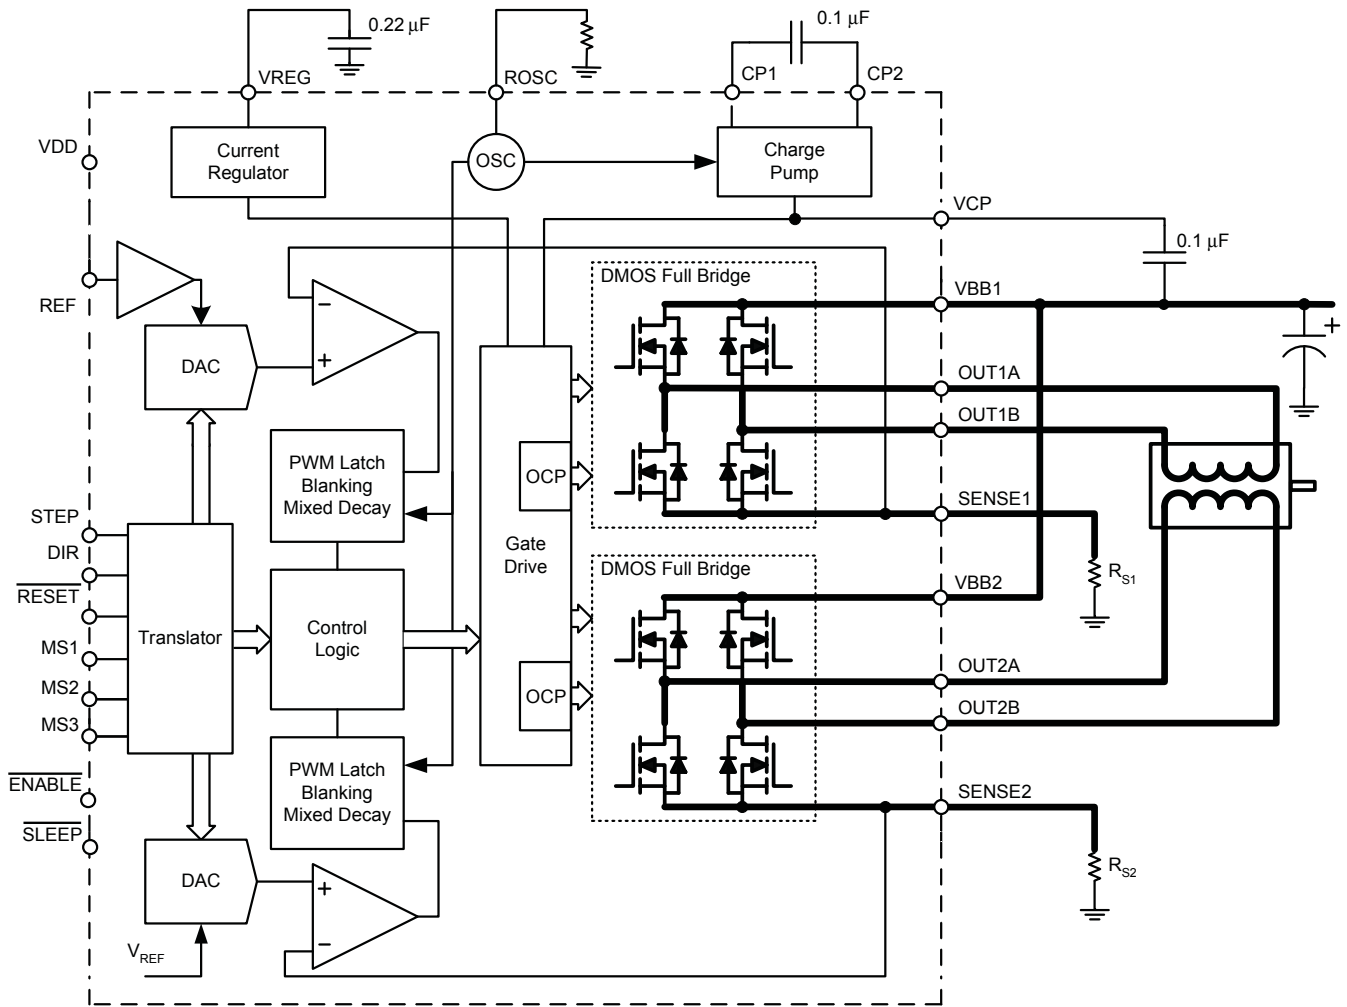 0.22 µF
0.1 µF
VREG
ROSC
CP1
CP2
VDD
Current
Regulator
OSC
Charge
Pump
VCP
0.1 µF
REF
DMOS Full Bridge
VBB1
+
DAC
−
+
OUT1A
OUT1B
PWM Latch
Blanking
Mixed Decay
OCP
SENSE1
STEP
DIR
RESET
MS1
MS2
MS3
Translator
Control
Logic
Gate
Drive
DMOS Full Bridge
RS1
VBB2
OUT2A
OCP
OUT2B
ENABLE
SLEEP
PWM Latch
Blanking
Mixed Decay
SENSE2
DAC
+
−
RS2
VREF